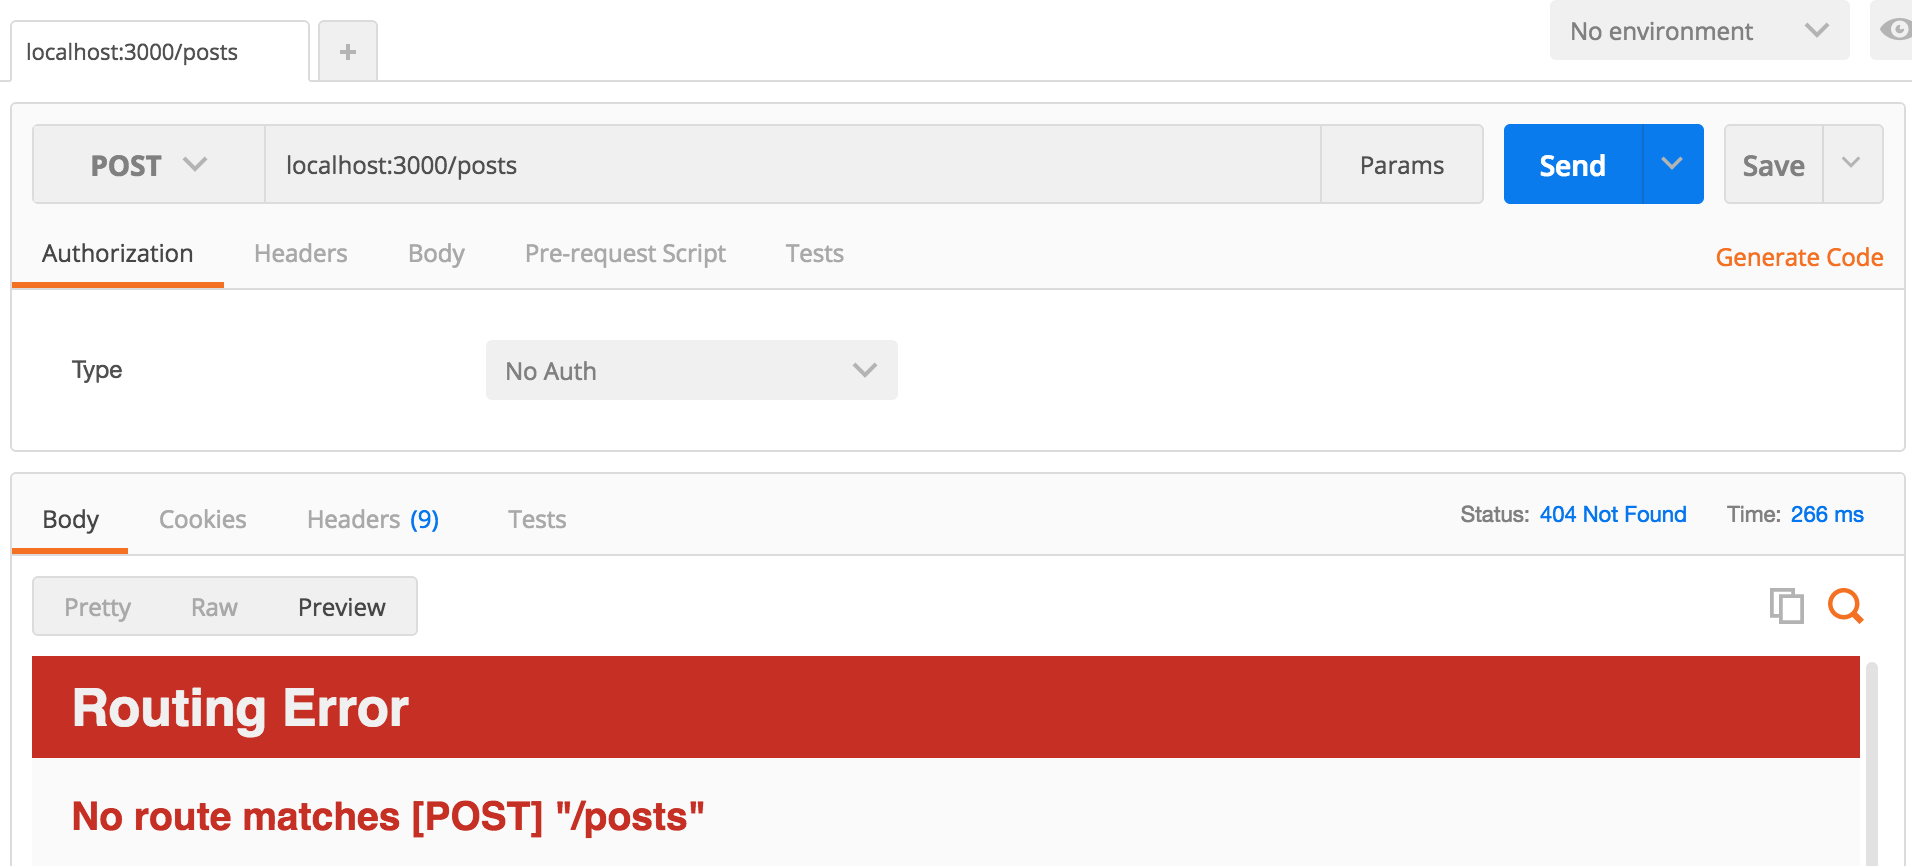 localhost:3000/posts +
No environment
POST localhost:3000/posts Params Send Save
Authorization Headers Body Pre-request Script Tests Generate Code
Type No Auth
Body Cookies Headers (9) Tests Status: 404 Not Found Time: 266 ms
Pretty Raw Preview
Routing Error
No route matches [POST] "/posts"